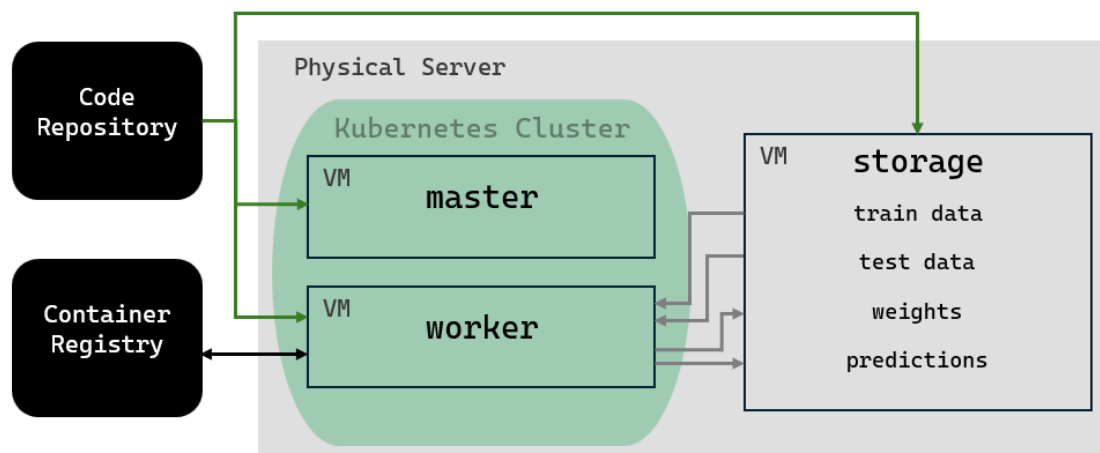 Code
Repository
Physical Server
Kubernetes Cluster
VM
master
VM
worker
Container
Registry
VM
storage
train data
test data
weights
predictions